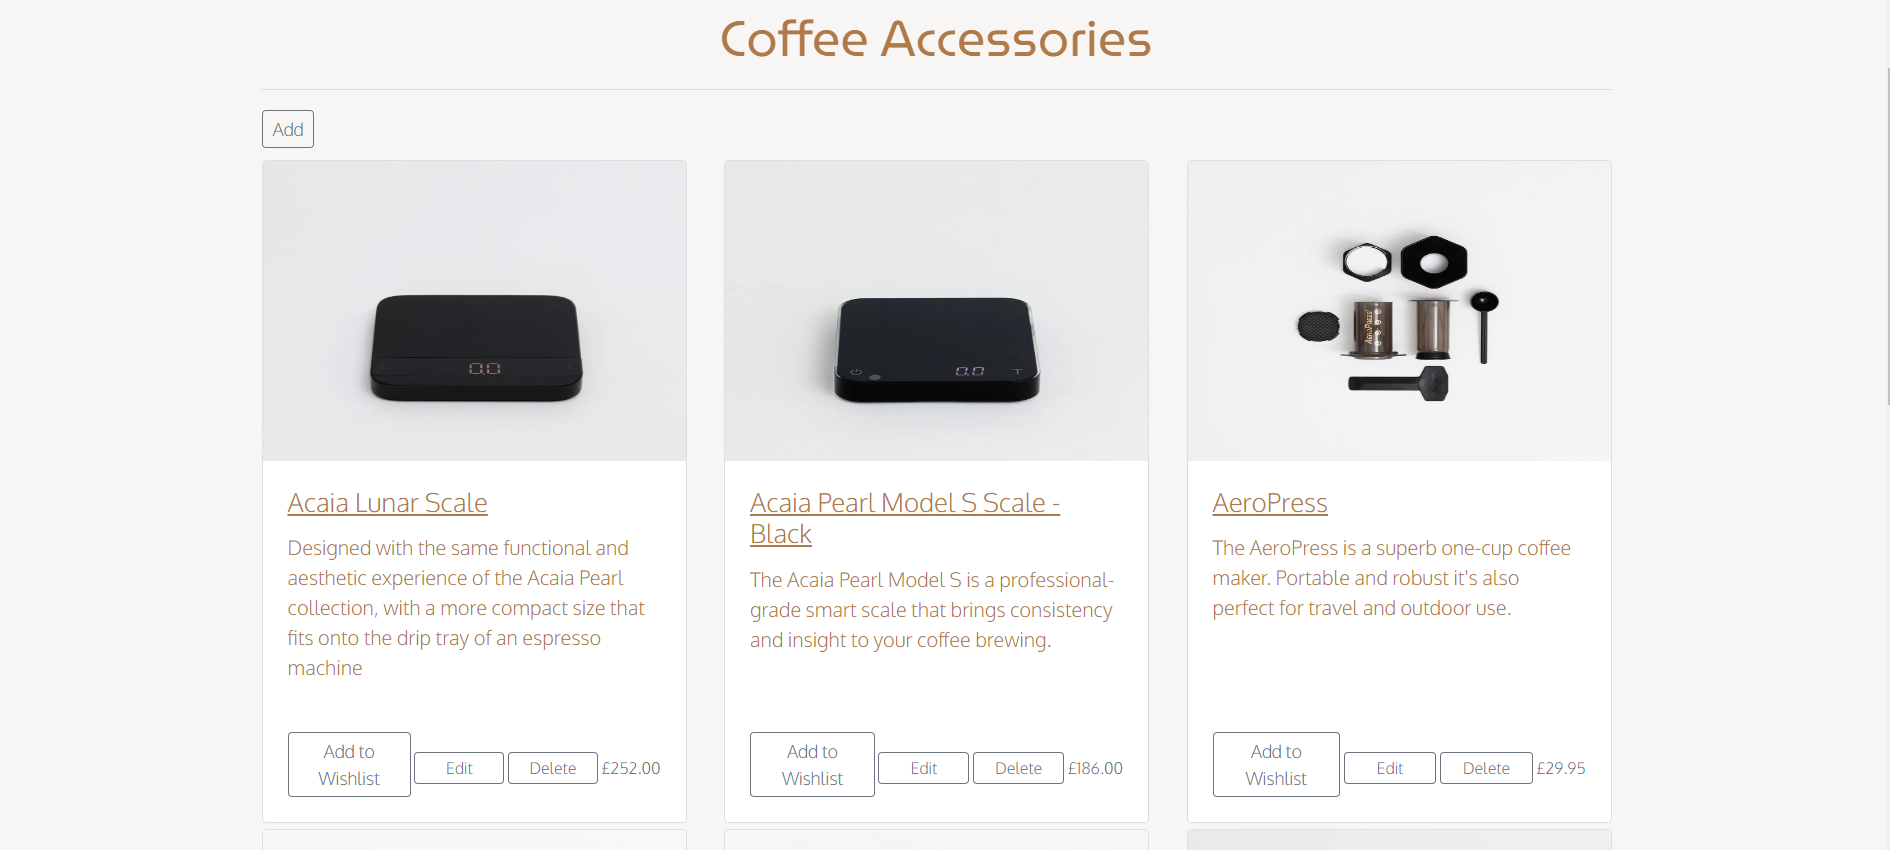 Coffee Accessories
Add
0.0
0.0
AEROPRESS
Acaia Lunar Scale
Designed with the same functional and
aesthetic experience of the Acaia Pearl
collection, with a more compact size that
fits onto the drip tray of an espresso
machine
Add to
Wishlist
Edit
Delete
£252.00
Acaia Pearl Model S Scale -
Black
The Acaia Pearl Model S is a professional-
grade smart scale that brings consistency
and insight to your coffee brewing.
Add to
Wishlist
Edit
Delete
£186.00
AeroPress
The AeroPress is a superb one-cup coffee
maker. Portable and robust it's also
perfect for travel and outdoor use.
Add to
Wishlist
Edit
Delete
£29.95